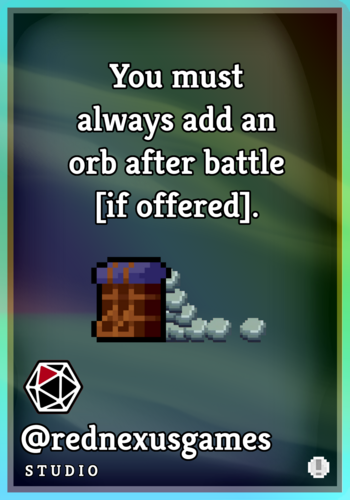 You must
always add an
orb after battle
[if offered].
@rednexusgames
STUDIO